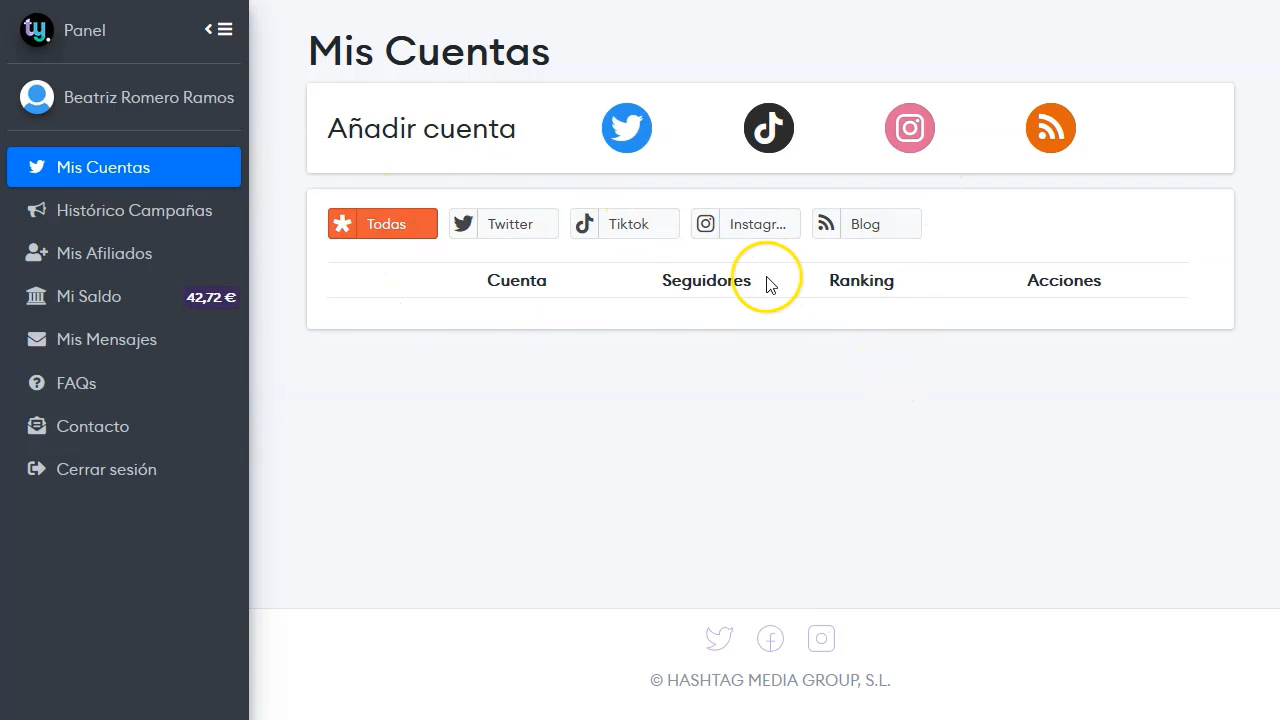 ty. Panel
Beatriz Romero Ramos
Mis Cuentas
Histórico Campañas
Mis Afiliados
Mi Saldo 42,72 €
Mis Mensajes
FAQs
Contacto
Cerrar sesión
Mis Cuentas
Añadir cuenta
Todas Twitter Tiktok Instagr... Blog
Cuenta Seguidores Ranking Acciones
© HASHTAG MEDIA GROUP, S.L.